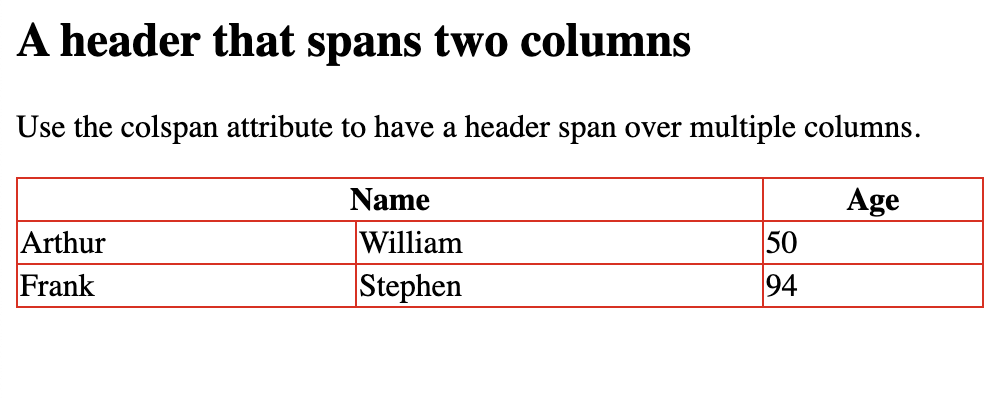 A header that spans two columns
Use the colspan attribute to have a header span over multiple columns.
Name Age
Arthur William 50
Frank Stephen 94